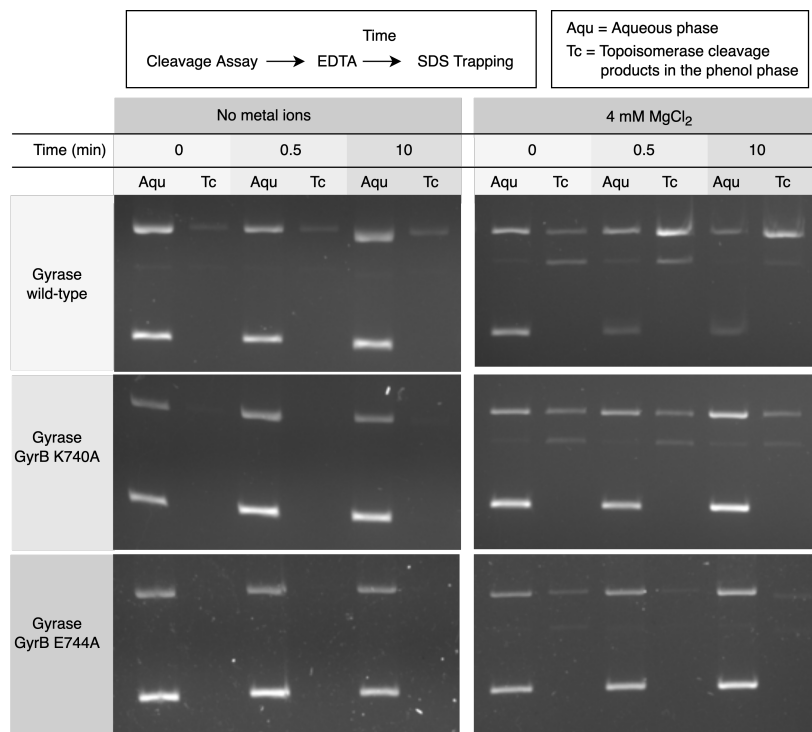 Time
Cleavage Assay → EDTA → SDS Trapping
Aqu = Aqueous phase
Tc = Topoisomerase cleavage
products in the phenol phase
No metal ions
4 mM MgCl₂
Time (min) 0 0.5 10 0 0.5 10
Aqu Tc Aqu Tc Aqu Tc Aqu Tc Aqu Tc Aqu Tc
Gyrase
wild-type
Gyrase
GyrB K740A
Gyrase
GyrB E744A